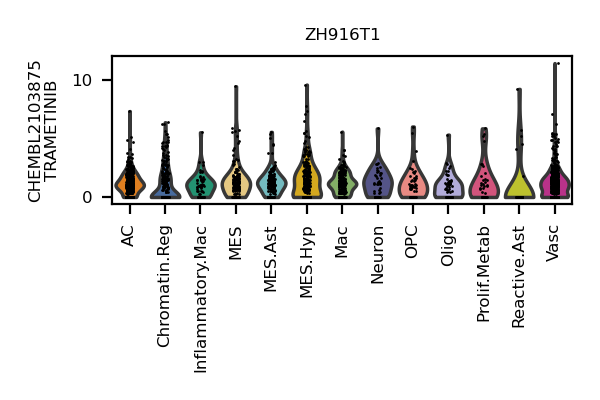 ZH916T1
CHEMBL2103875
TRAMETINIB
10
0
AC
Chromatin.Reg
Inflammatory.Mac
MES
MES.Ast
MES.Hyp
Mac
Neuron
OPC
Oligo
Prolif.Metab
Reactive.Ast
Vasc